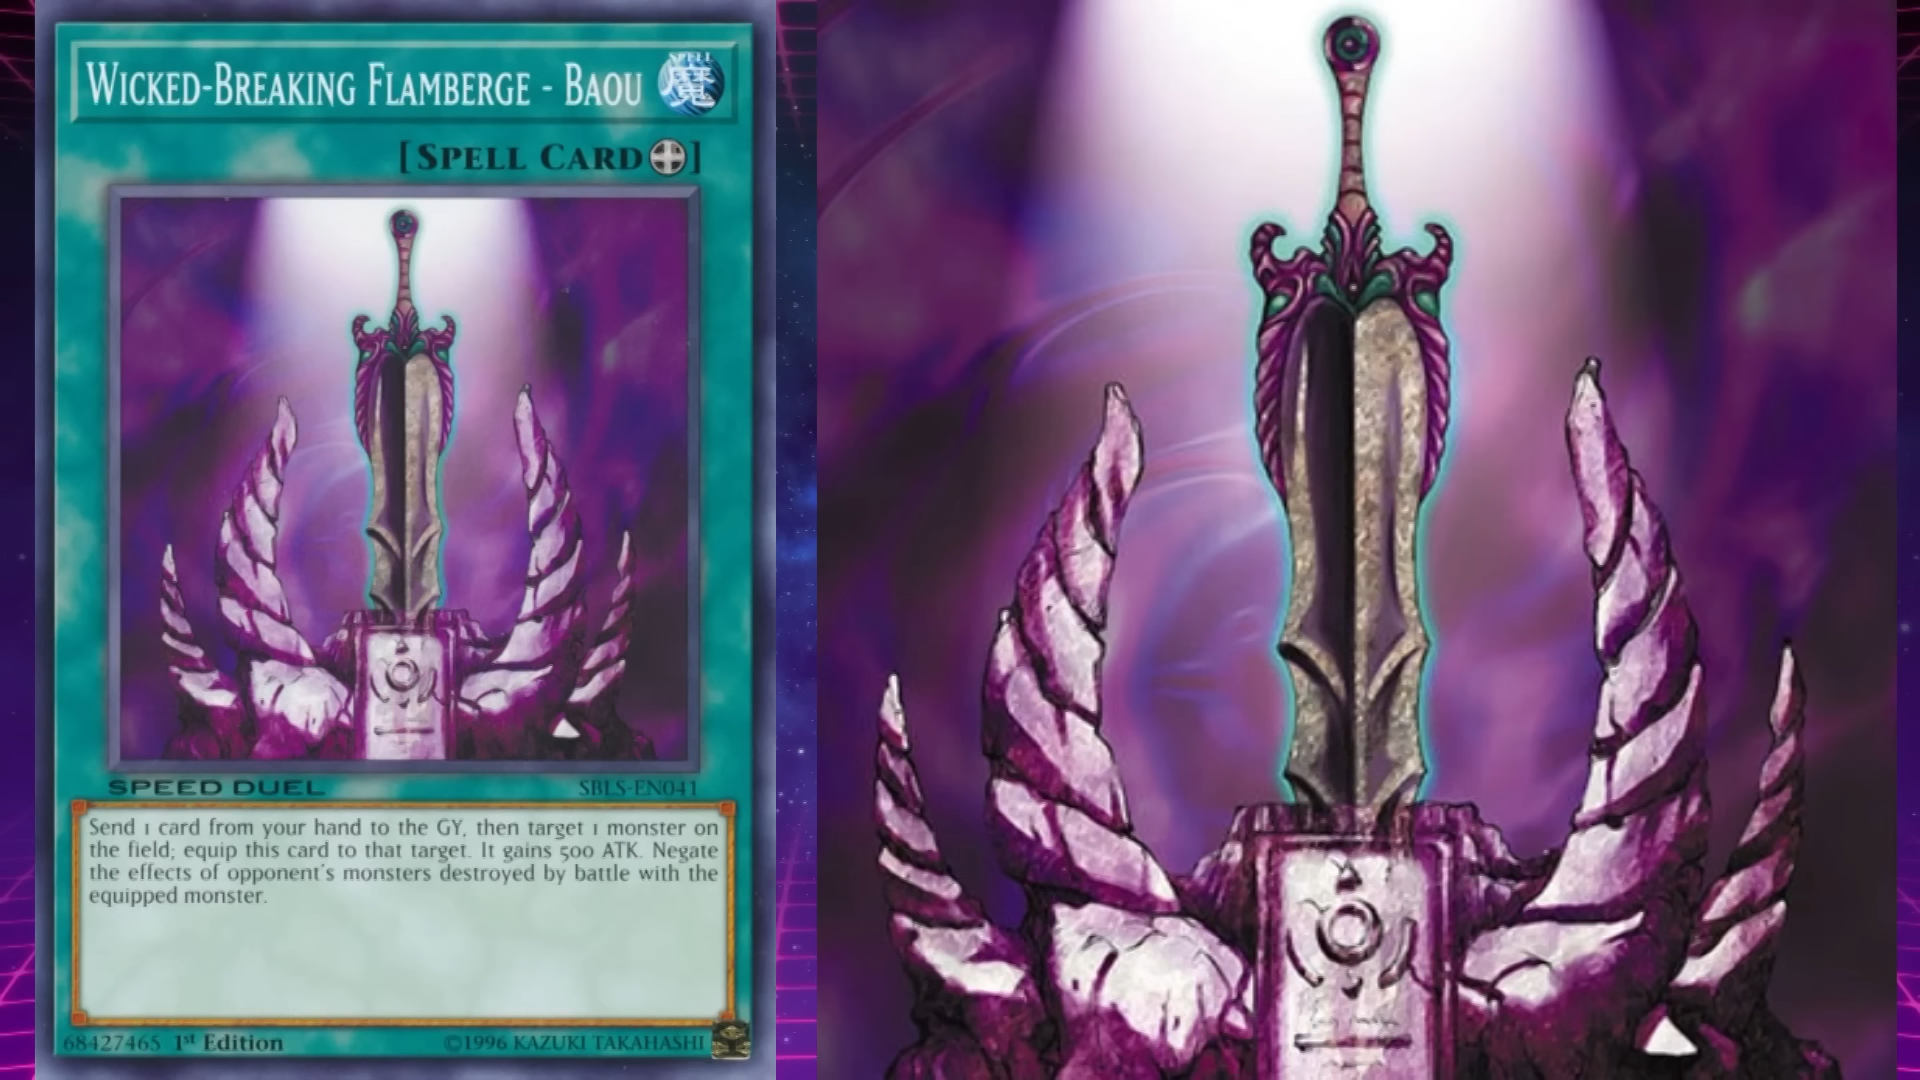 WICKED-BREAKING FLAMBERGE - BAOU
SPELL
魔
[SPELL CARD]
SPEED DUEL
SBLS-EN041
Send 1 card from your hand to the GY, then target 1 monster on
the field; equip this card to that target. It gains 500 ATK. Negate
the effects of opponent's monsters destroyed by battle with the
equipped monster.
68427465 1st Edition
©1996 KAZUKI TAKAHASHI